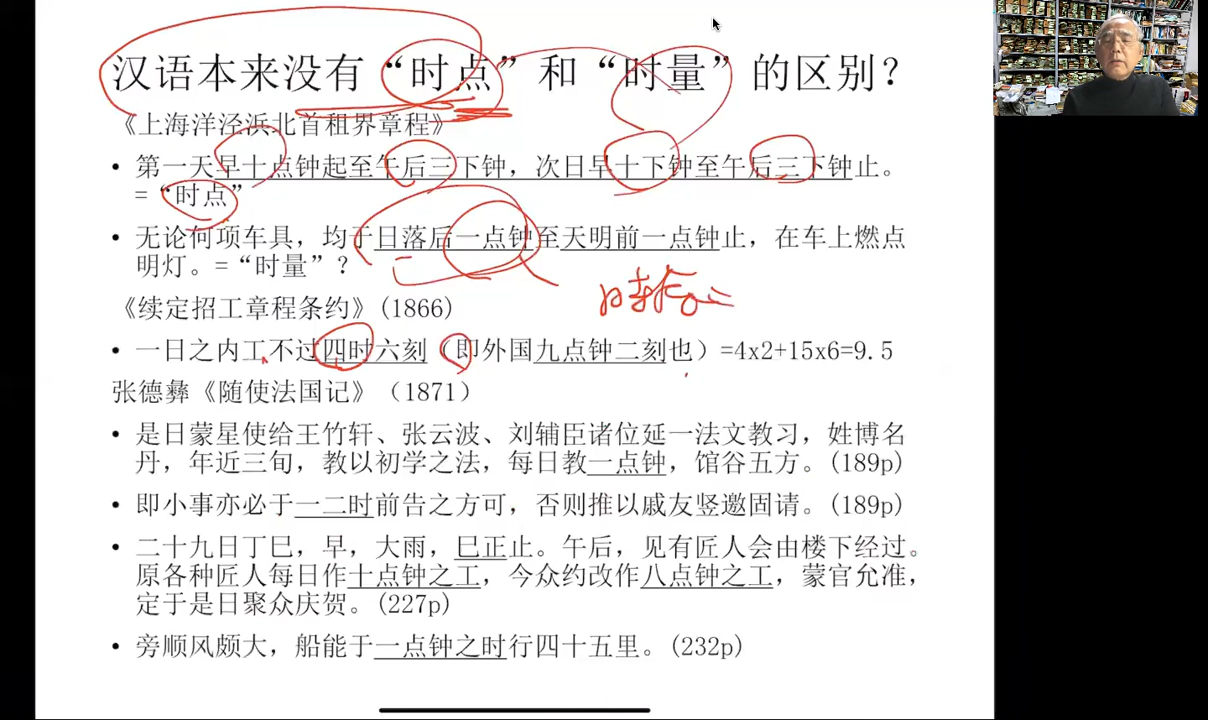 汉语本来没有“时点”和“时量”的区别？
《上海洋泾浜北首租界章程》
• 第一天早十点钟起至午后三下钟，次日早十下钟至午后三下钟止。
= “时点”
• 无论何项车具，均于日落后一点钟至天明前一点钟止，在车上燃点
明灯。=“时量”？
《续定招工章程条约》(1866)
• 一日之内工不过四时六刻（即外国九点钟二刻也）=4x2+15x6=9.5
张德彝《随使法国记》（1871）
• 是日蒙星使给王竹轩、张云波、刘辅臣诸位延一法文教习，姓博名
丹，年近三旬，教以初学之法，每日教一点钟，馆谷五方。(189p)
• 即小事亦必于一二时前告之方可，否则推以戚友竖邀固请。(189p)
• 二十九日丁巳，早，大雨，巳正止。午后，见有匠人会由楼下经过。
原各种匠人每日作十点钟之工，今众约改作八点钟之工，蒙官允准，
定于是日聚众庆贺。(227p)
• 旁顺风颇大，船能于一点钟之时行四十五里。(232p)